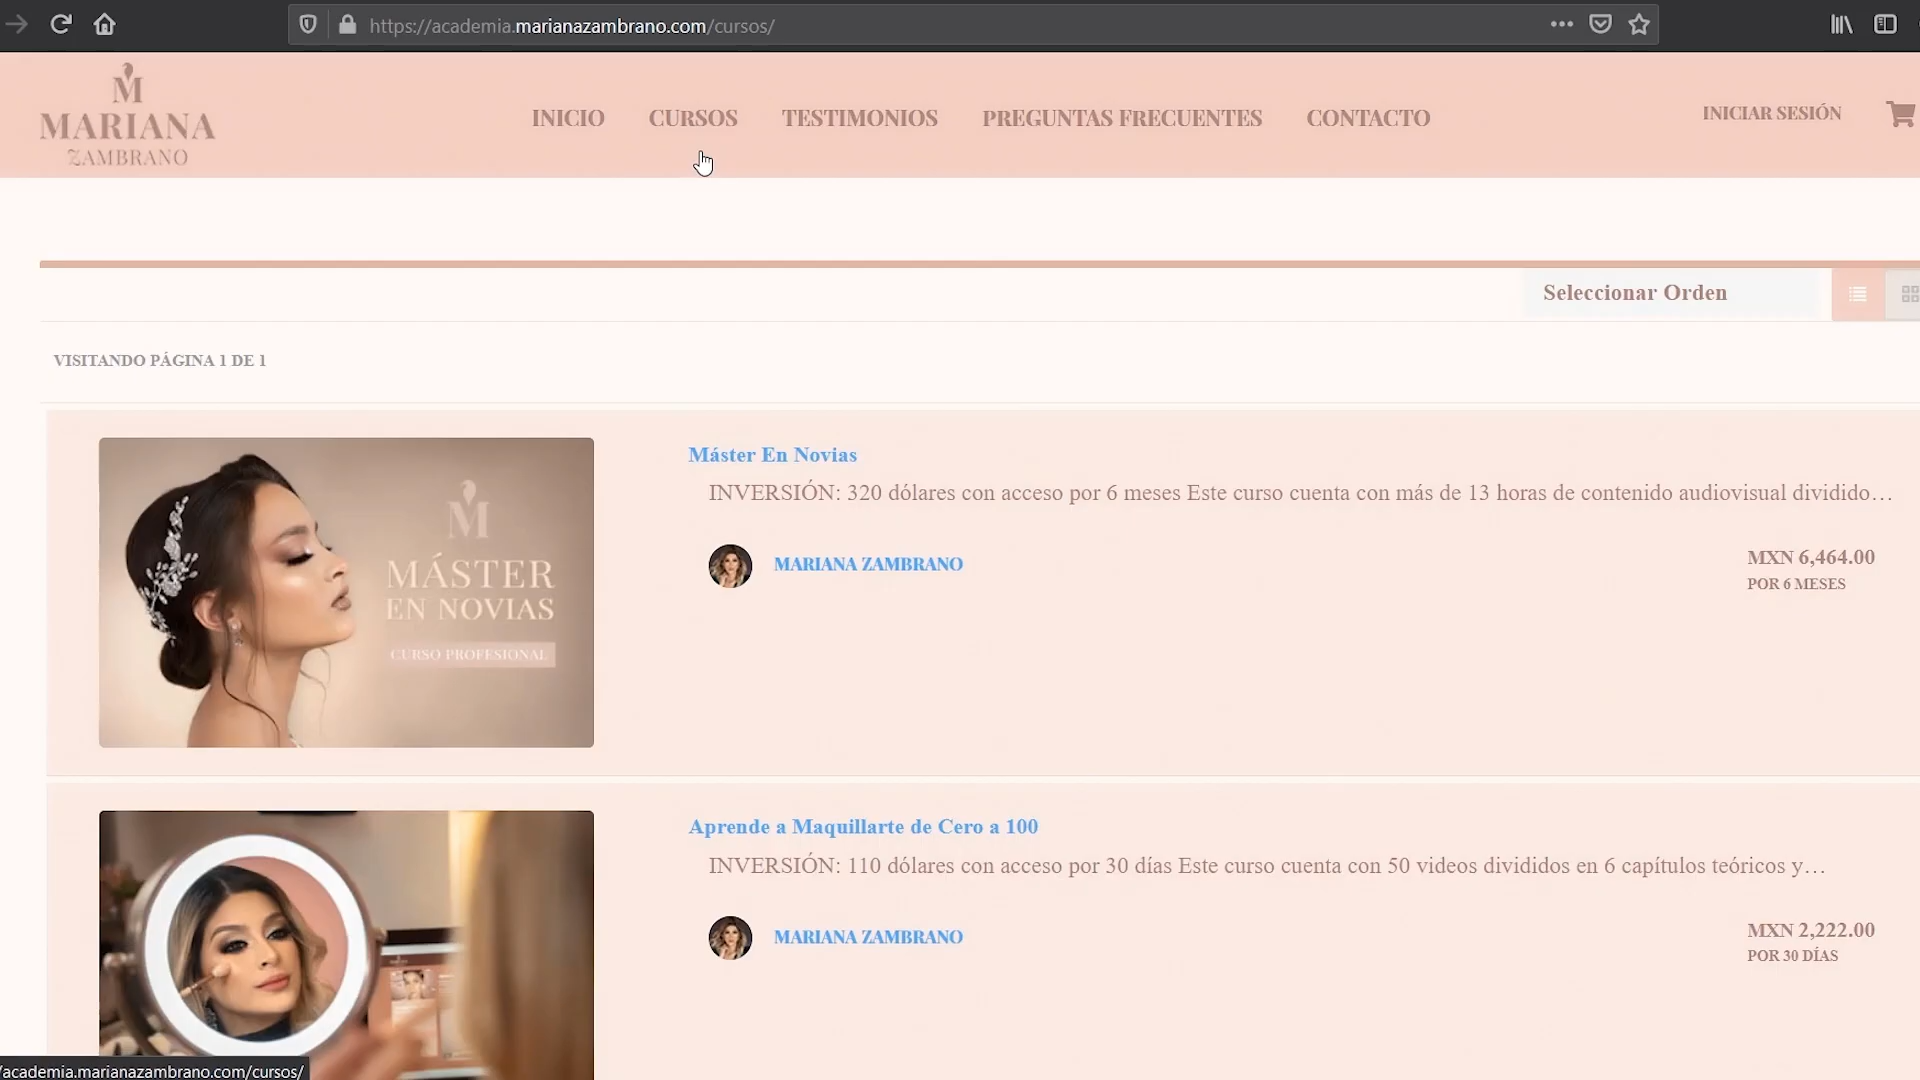 https://academia.marianazambrano.com/cursos/
M
MARIANA
ZAMBRANO
INICIO
CURSOS
TESTIMONIOS
PREGUNTAS FRECUENTES
CONTACTO
INICIAR SESIÓN
Seleccionar Orden
VISITANDO PÁGINA 1 DE 1
M
MÁSTER
EN NOVIAS
CURSO PROFESIONAL
Máster En Novias
INVERSIÓN: 320 dólares con acceso por 6 meses Este curso cuenta con más de 13 horas de contenido audiovisual dividido…
MARIANA ZAMBRANO
MXN 6,464.00
POR 6 MESES
Aprende a Maquillarte de Cero a 100
INVERSIÓN: 110 dólares con acceso por 30 días Este curso cuenta con 50 videos divididos en 6 capítulos teóricos y…
MARIANA ZAMBRANO
MXN 2,222.00
POR 30 DÍAS
/academia.marianazambrano.com/cursos/